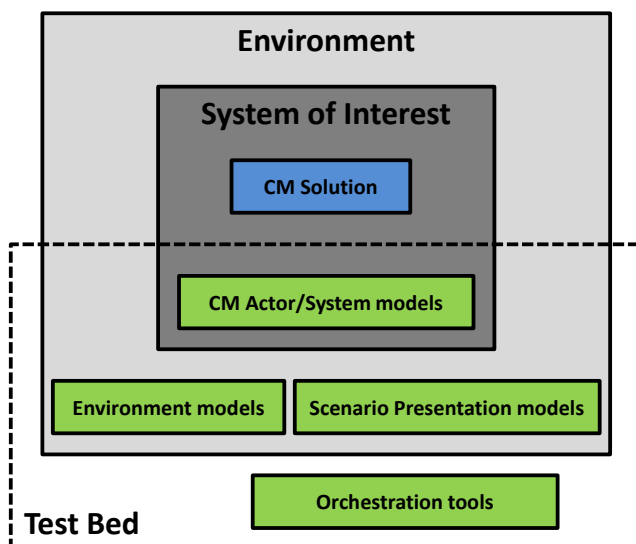 Environment
System of Interest
CM Solution
CM Actor/System models
Environment models
Scenario Presentation models
Orchestration tools
Test Bed